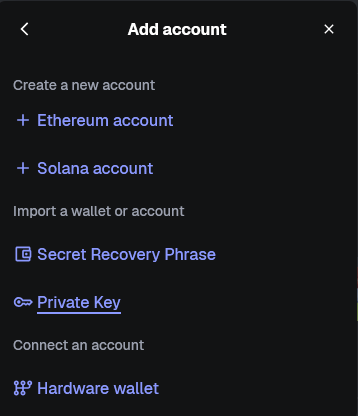 Add account
Create a new account
Ethereum account
Solana account
Import a wallet or account
Secret Recovery Phrase
Private Key
Connect an account
Hardware wallet